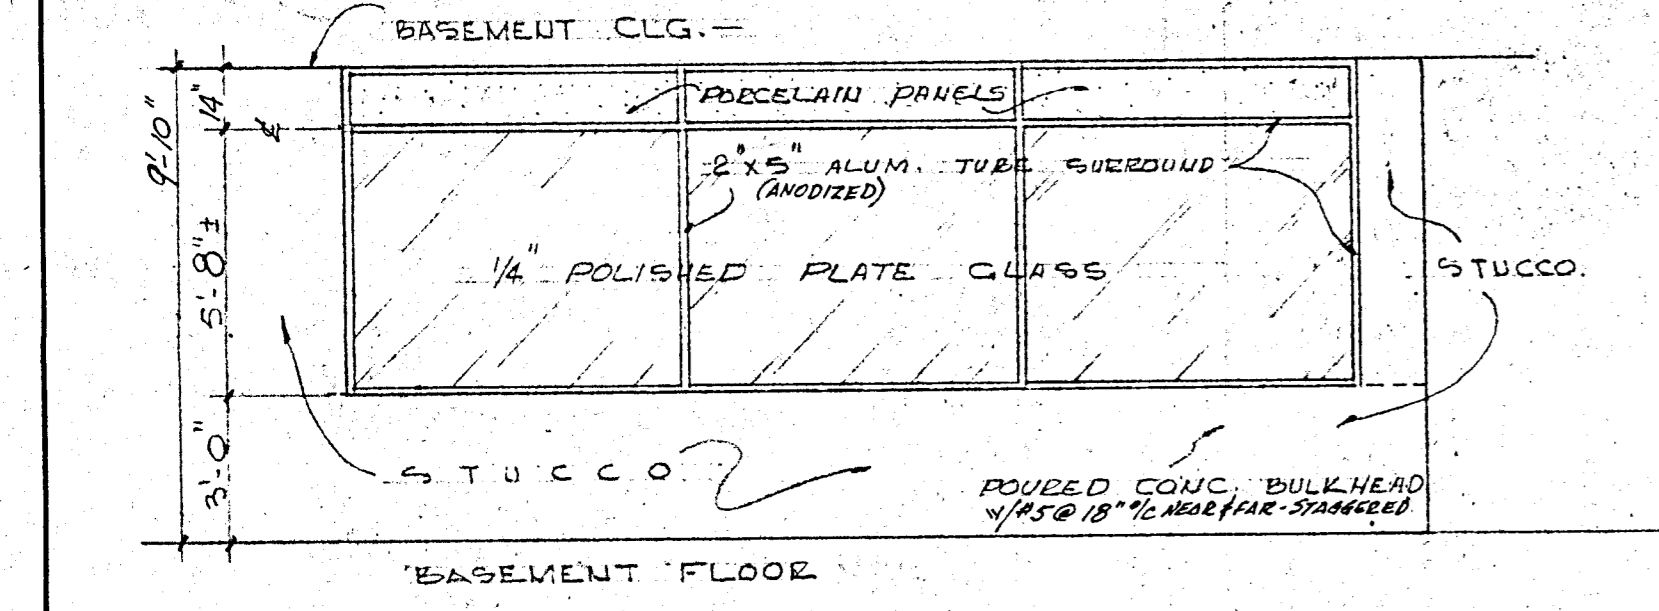 BASEMENT CLG.—
PORCELAIN PANELS
14"
9'-10"
℄
2" x 5" ALUM. TUBE SURROUND
(ANODIZED)
5'-8"±
1/4" POLISHED PLATE GLASS
STUCCO.
3'-0"
STUCCO
POURED CONC. BULKHEAD
W/#5@18" O/C NEAR & FAR-STAGGERED
BASEMENT FLOOR